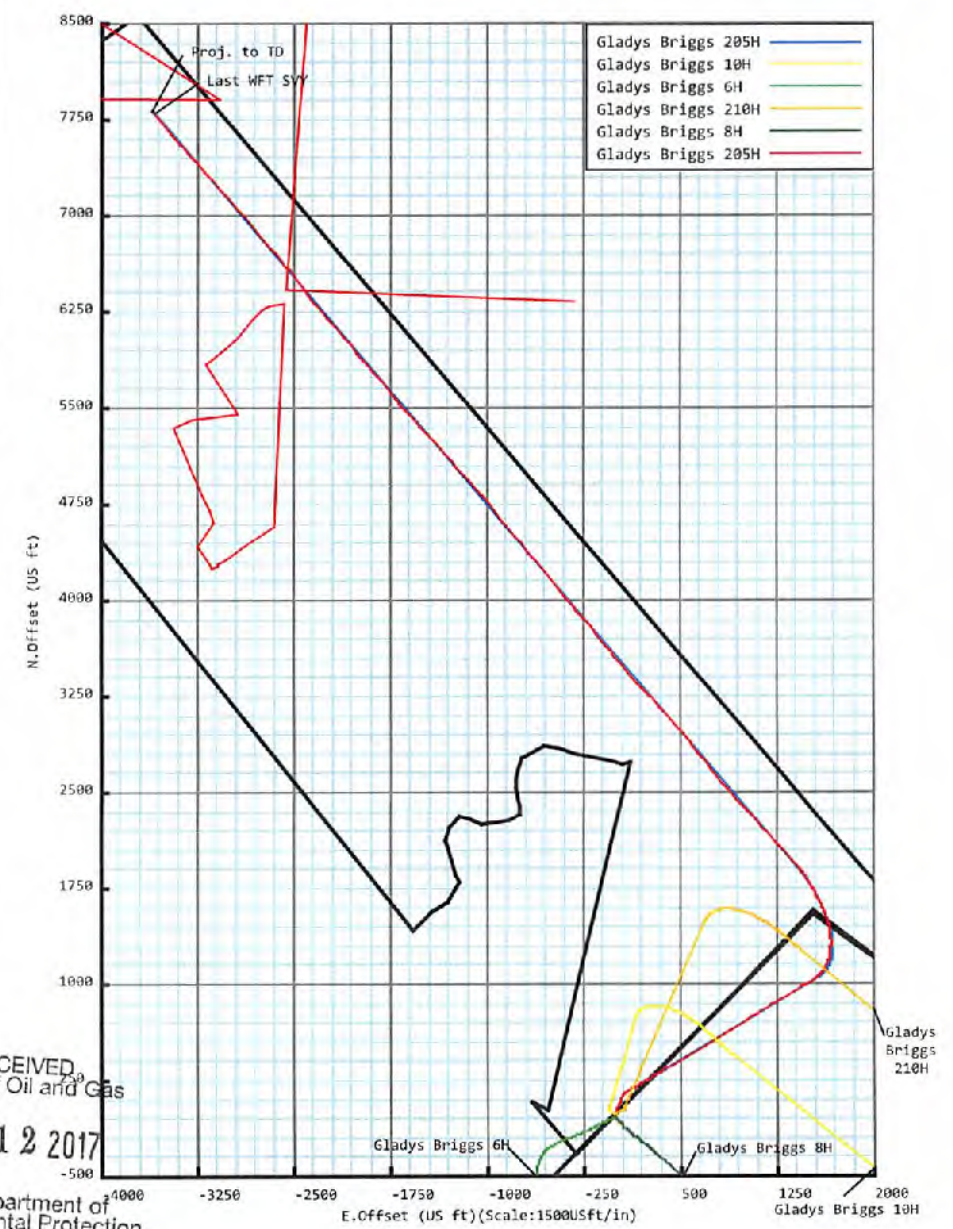 8500
Proj. to TD
Last WFT SVY
Gladys Briggs 205H
Gladys Briggs 10H
Gladys Briggs 6H
Gladys Briggs 210H
Gladys Briggs 8H
Gladys Briggs 205H
7750
7000
6250
5500
4750
4000
3250
2500
1750
1000
250
-500
N.Offset (US ft)
Gladys
Briggs
210H
CEIVED
Oil and Gas
1 2 2017
partment of
ntal Protection
Gladys Briggs 6H
Gladys Briggs 8H
-4000
-3250
-2500
-1750
-1000
-250
500
1250
2000
E.Offset (US ft)(Scale:1500USft/in)
Gladys Briggs 10H